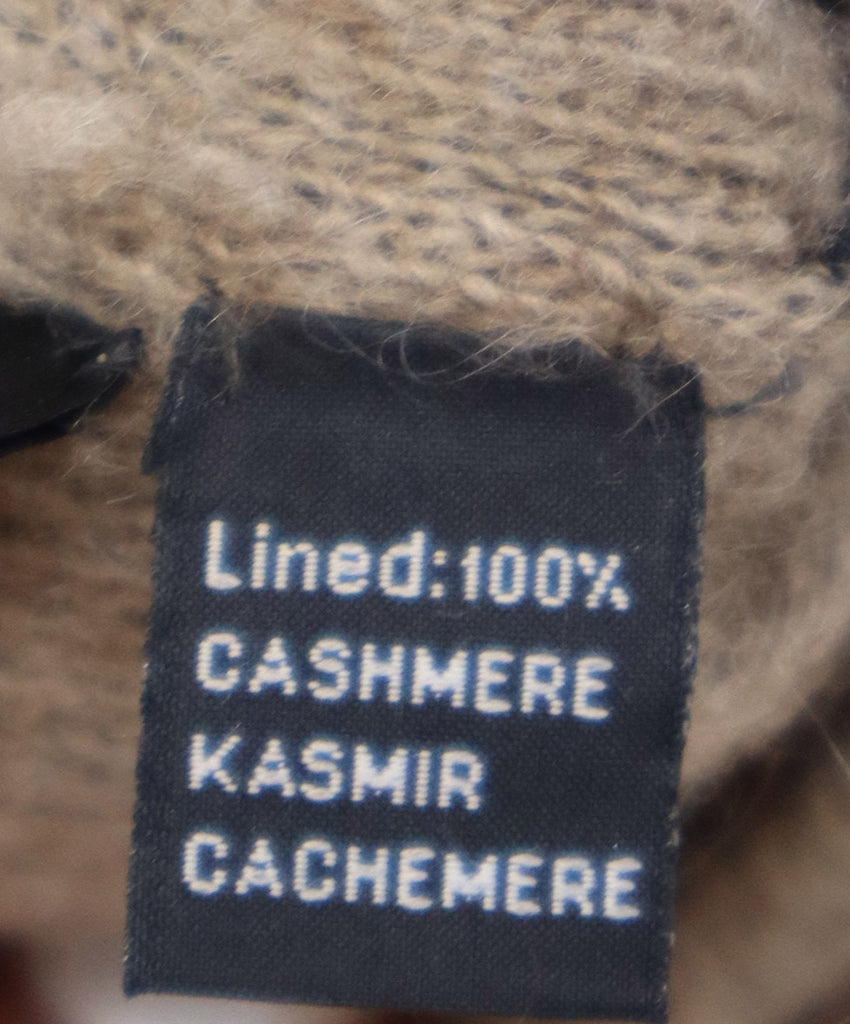 Lined:100%
CASHMERE
KASMIR
CACHEMERE